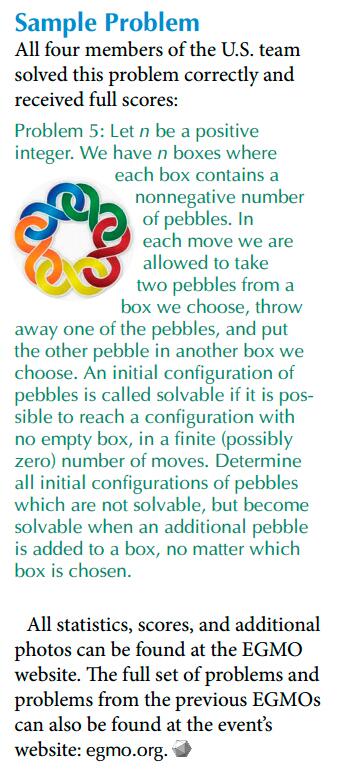 Sample Problem
All four members of the U.S. team
solved this problem correctly and
received full scores:
Problem 5: Let n be a positive
integer. We have n boxes where
each box contains a
nonnegative number
of pebbles. In
each move we are
allowed to take
two pebbles from a
box we choose, throw
away one of the pebbles, and put
the other pebble in another box we
choose. An initial configuration of
pebbles is called solvable if it is pos-
sible to reach a configuration with
no empty box, in a finite (possibly
zero) number of moves. Determine
all initial configurations of pebbles
which are not solvable, but become
solvable when an additional pebble
is added to a box, no matter which
box is chosen.
All statistics, scores, and additional
photos can be found at the EGMO
website. The full set of problems and
problems from the previous EGMOs
can also be found at the event's
website: egmo.org.